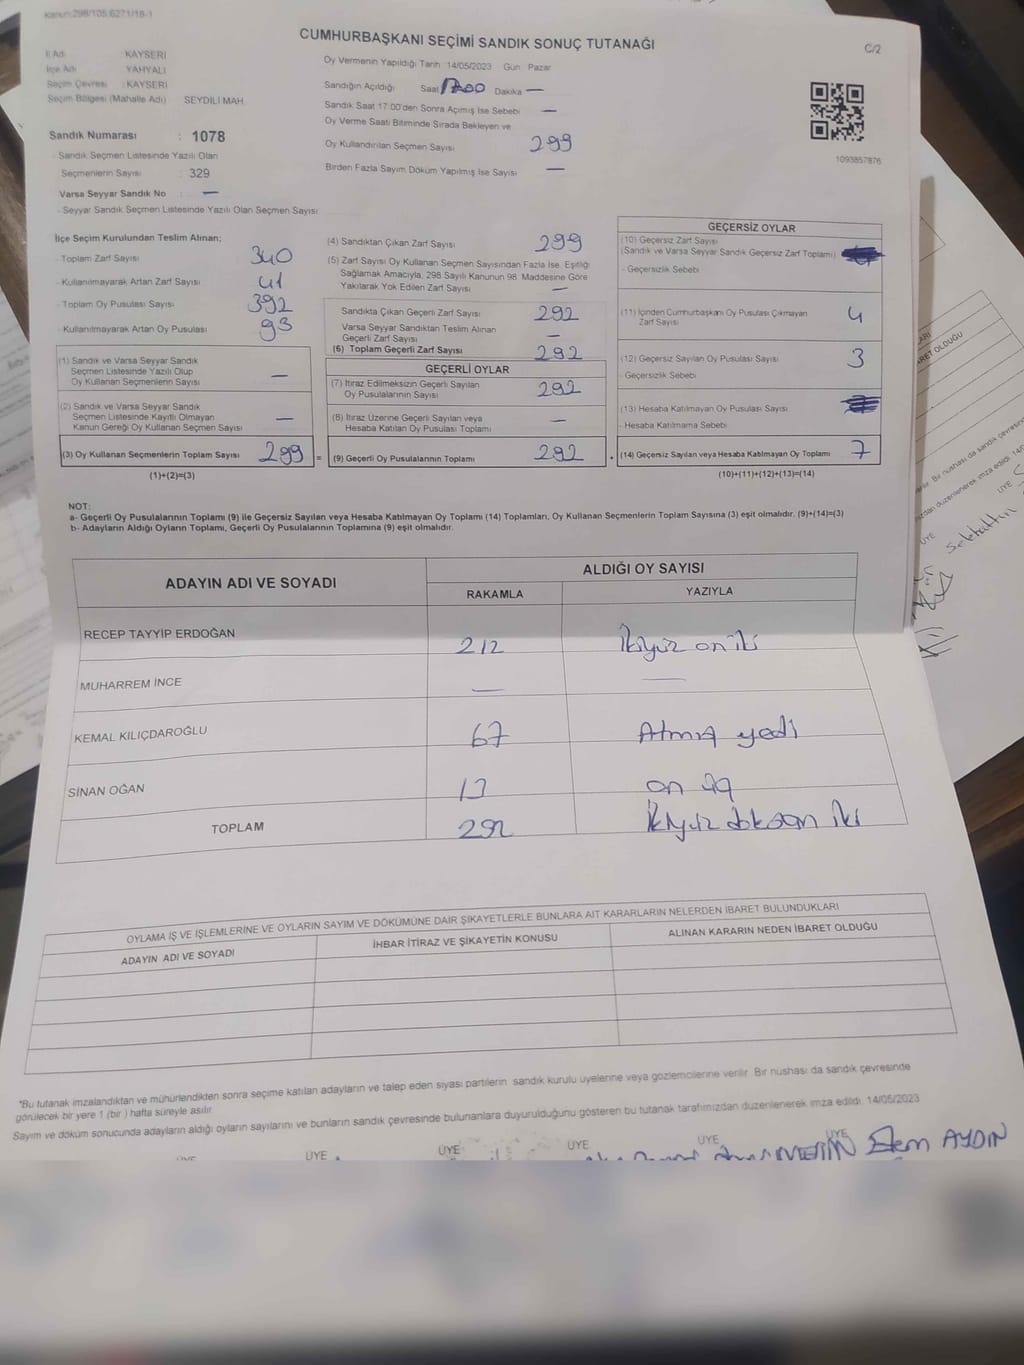 Kanun:298/105;6271/18-1
CUMHURBAŞKANI SEÇİMİ SANDIK SONUÇ TUTANAĞI
C/2
İl Adı : KAYSERİ
İlçe Adı : YAHYALI
Seçim Çevresi : KAYSERİ
Seçim Bölgesi (Mahalle Adı) SEYDİLİ MAH.
Sandık Numarası : 1078
Sandık Seçmen Listesinde Yazılı Olan
Seçmenlerin Sayısı : 329
Varsa Seyyar Sandık No : —
- Seyyar Sandık Seçmen Listesinde Yazılı Olan Seçmen Sayısı
Oy Vermenin Yapıldığı Tarih :14/05/2023 Gün Pazar
Sandığın Açıldığı Saat 17.00 Dakika —
Sandık Saat 17:00'den Sonra Açılmış İse Sebebi —
Oy Verme Saati Bitiminde Sırada Bekleyen ve
Oy Kullandırılan Seçmen Sayısı 299
Birden Fazla Sayım Döküm Yapılmış İse Sayısı —
1093857876
İlçe Seçim Kurulundan Teslim Alınan;
- Toplam Zarf Sayısı 340
- Kullanılmayarak Artan Zarf Sayısı 41
- Toplam Oy Pusulası Sayısı 392
- Kullanılmayarak Artan Oy Pusulası 93
(1) Sandık ve Varsa Seyyar Sandık
Seçmen Listesinde Yazılı Olup
Oy Kullanan Seçmenlerin Sayısı —
(2) Sandık ve Varsa Seyyar Sandık
Seçmen Listesinde Kayıtlı Olmayan
Kanun Gereği Oy Kullanan Seçmen Sayısı —
(3) Oy Kullanan Seçmenlerin Toplam Sayısı 299 =
(1)+(2)=(3)
(4) Sandıktan Çıkan Zarf Sayısı 299
(5) Zarf Sayısı Oy Kullanan Seçmen Sayısından Fazla İse, Eşitliği
Sağlamak Amacıyla, 298 Sayılı Kanunun 98. Maddesine Göre
Yakılarak Yok Edilen Zarf Sayısı —
Sandıkta Çıkan Geçerli Zarf Sayısı 292
Varsa Seyyar Sandıktan Teslim Alınan
Geçerli Zarf Sayısı —
(6) Toplam Geçerli Zarf Sayısı 292
GEÇERLİ OYLAR
(7) İtiraz Edilmeksizin Geçerli Sayılan
Oy Pusulalarının Sayısı 292
(8) İtiraz Üzerine Geçerli Sayılan veya
Hesaba Katılan Oy Pusulası Toplamı —
(9) Geçerli Oy Pusulalarının Toplamı 292 +
GEÇERSİZ OYLAR
(10) Geçersiz Zarf Sayısı
(Sandık ve Varsa Seyyar Sandık Geçersiz Zarf Toplamı)
- Geçersizlik Sebebi
(11) İçinden Cumhurbaşkanı Oy Pusulası Çıkmayan
Zarf Sayısı 4
(12) Geçersiz Sayılan Oy Pusulası Sayısı 3
- Geçersizlik Sebebi
(13) Hesaba Katılmayan Oy Pusulası Sayısı
- Hesaba Katılmama Sebebi
(14) Geçersiz Sayılan veya Hesaba Katılmayan Oy Toplamı 7
(10)+(11)+(12)+(13)=(14)
NOT:
a- Geçerli Oy Pusulalarının Toplamı (9) ile Geçersiz Sayılan veya Hesaba Katılmayan Oy Toplamı (14) Toplamları, Oy Kullanan Seçmenlerin Toplam Sayısına (3) eşit olmalıdır. (9)+(14)=(3)
b- Adayların Aldığı Oyların Toplamı, Geçerli Oy Pusulalarının Toplamına (9) eşit olmalıdır.
ADAYIN ADI VE SOYADI
ALDIĞI OY SAYISI
RAKAMLA YAZIYLA
RECEP TAYYİP ERDOĞAN 212 İkiyüz on iki
MUHARREM İNCE — —
KEMAL KILIÇDAROĞLU 67 Atmış yedi
SİNAN OĞAN 13 on üç
TOPLAM 292 İkiyüz doksan iki
OYLAMA İŞ VE İŞLEMLERİNE VE OYLARIN SAYIM VE DÖKÜMÜNE DAİR ŞİKAYETLERLE BUNLARA AİT KARARLARIN NELERDEN İBARET BULUNDUKLARI
ADAYIN ADI VE SOYADI İHBAR İTİRAZ VE ŞİKAYETİN KONUSU ALINAN KARARIN NEDEN İBARET OLDUĞU
*Bu tutanak imzalandıktan ve mühürlendikten sonra seçime katılan adayların ve talep eden siyasi partilerin sandık kurulu üyelerine veya gözlemcilerine verilir. Bir nüshası da sandık çevresinde
görülecek bir yere 1 (bir) hafta süreyle asılır.
Sayım ve döküm sonucunda adayların aldığı oyların sayılarını ve bunların sandık çevresinde bulunanlara duyurulduğunu gösteren bu tutanak tarafımızdan düzenlenerek imza edildi. 14/05/2023
ÜYE ÜYE ÜYE ÜYE ÜYE ÜYE
AYDIN